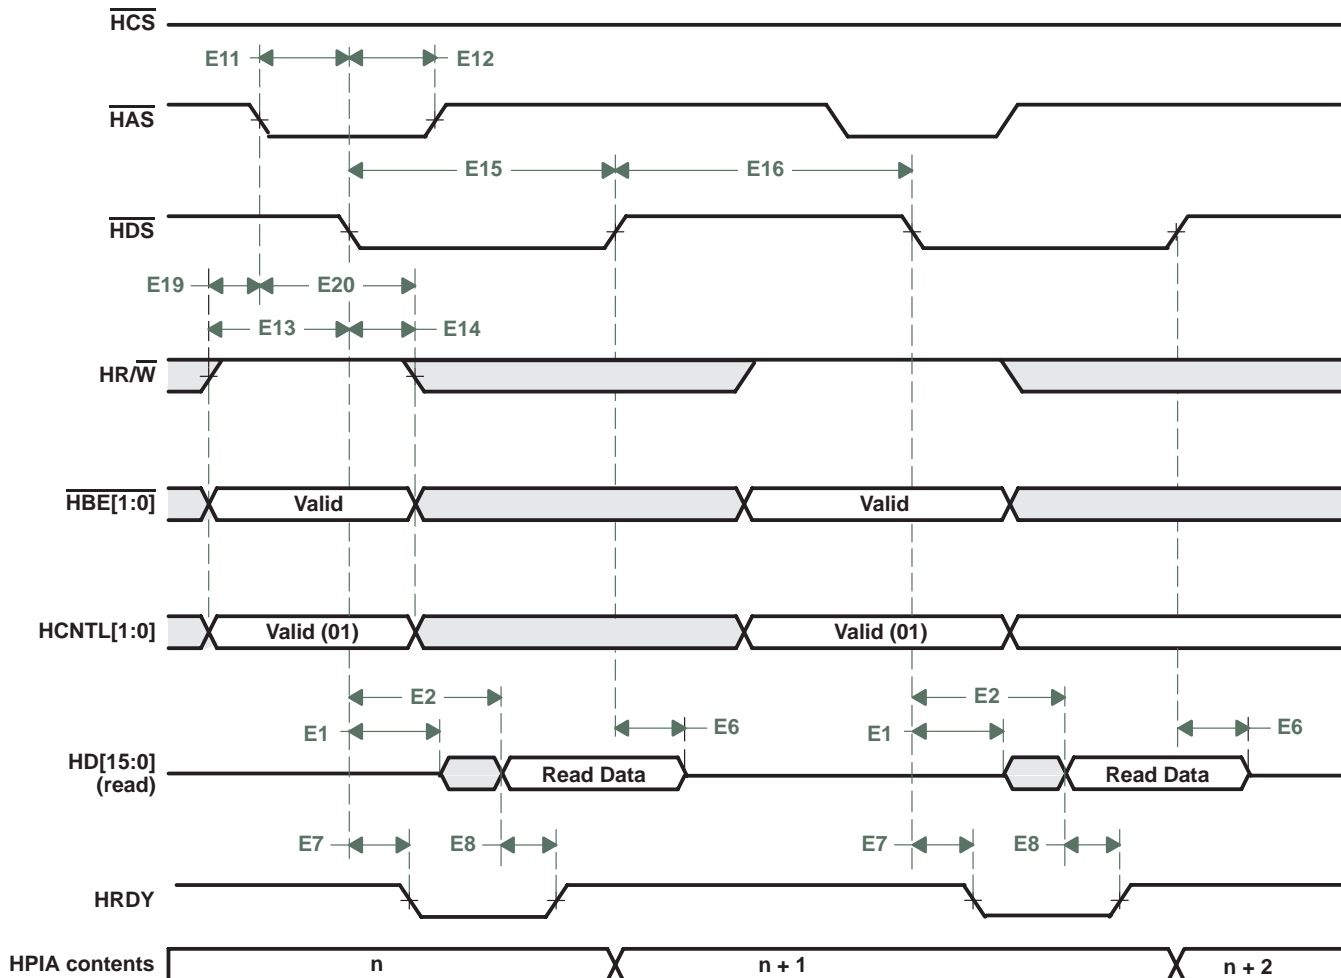 HCS
E11 E12
HAS
E15 E16
HDS
E19 E20
E13 E14
HR/W
HBE[1:0] Valid Valid
HCNTL[1:0] Valid (01) Valid (01)
E2 E2
E1 E6 E1 E6
HD[15:0]
(read) Read Data Read Data
E7 E8 E7 E8
HRDY
HPIA contents n n + 1 n + 2